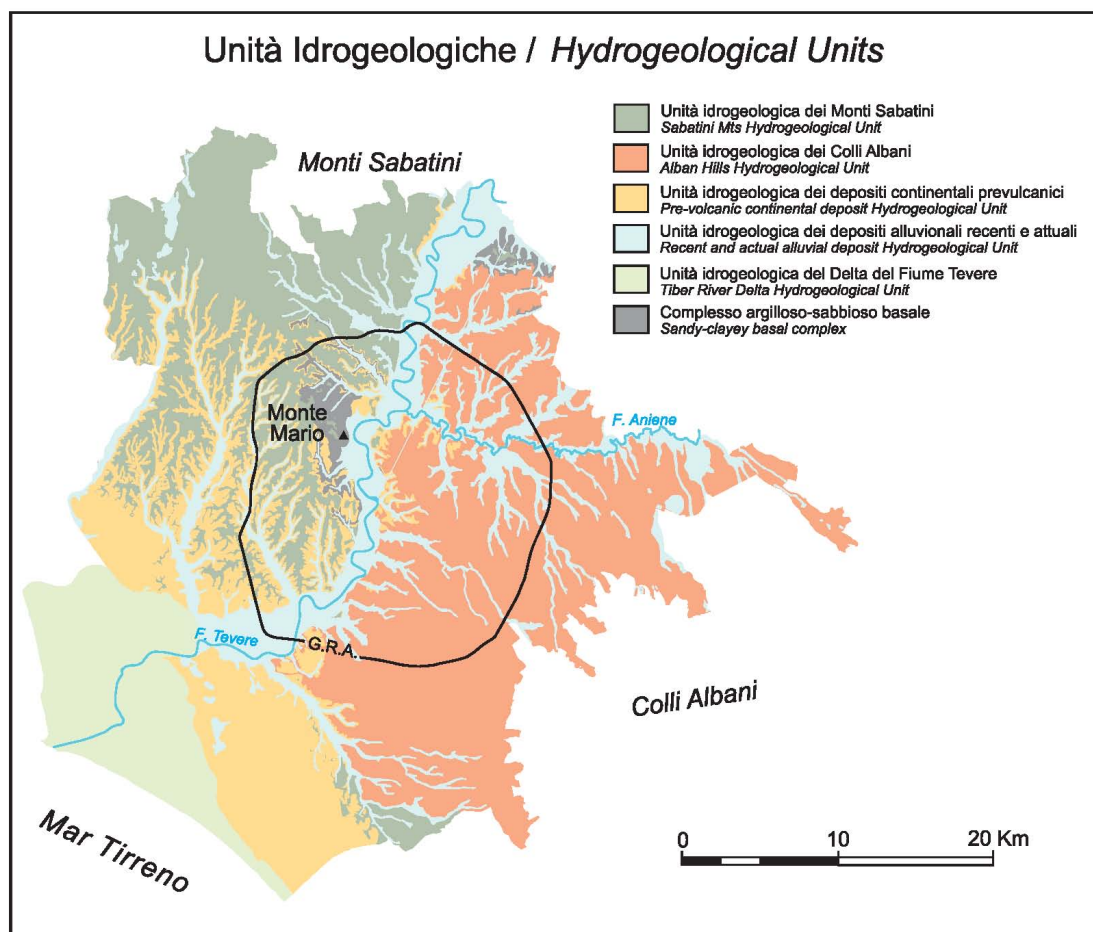 Unità Idrogeologiche / Hydrogeological Units
Unità idrogeologica dei Monti Sabatini
Sabatini Mts Hydrogeological Unit
Unità idrogeologica dei Colli Albani
Alban Hills Hydrogeological Unit
Unità idrogeologica dei depositi continentali prevulcanici
Pre-volcanic continental deposit Hydrogeological Unit
Unità idrogeologica dei depositi alluvionali recenti e attuali
Recent and actual alluvial deposit Hydrogeological Unit
Unità idrogeologica del Delta del Fiume Tevere
Tiber River Delta Hydrogeological Unit
Complesso argilloso-sabbioso basale
Sandy-clayey basal complex
Monti Sabatini
Monte
Mario
F. Aniene
F. Tevere
G.R.A.
Colli Albani
Mar Tirreno
0 10 20 Km